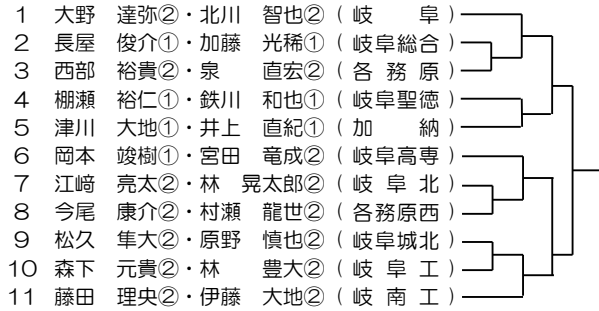 1 大野 達弥②・北川 智也②（岐 阜）
2 長屋 俊介①・加藤 光稀①（岐阜総合）
3 西部 裕貴②・泉 直宏②（各務原）
4 棚瀬 裕仁①・鉄川 和也①（岐阜聖徳）
5 津川 大地①・井上 直紀①（加 納）
6 岡本 竣樹①・宮田 竜成②（岐阜高専）
7 江﨑 亮太②・林 晃太郎②（岐阜北）
8 今尾 康介②・村瀬 龍世②（各務原西）
9 松久 隼大②・原野 慎也②（岐阜城北）
10 森下 元貴②・林 豊大②（岐阜工）
11 藤田 理央②・伊藤 大地②（岐南工）